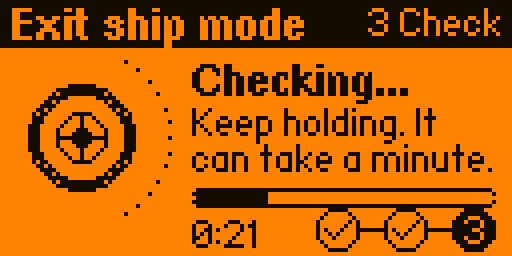 Exit ship mode 3 Check
Checking...
Keep holding. It
can take a minute.
0:21 3